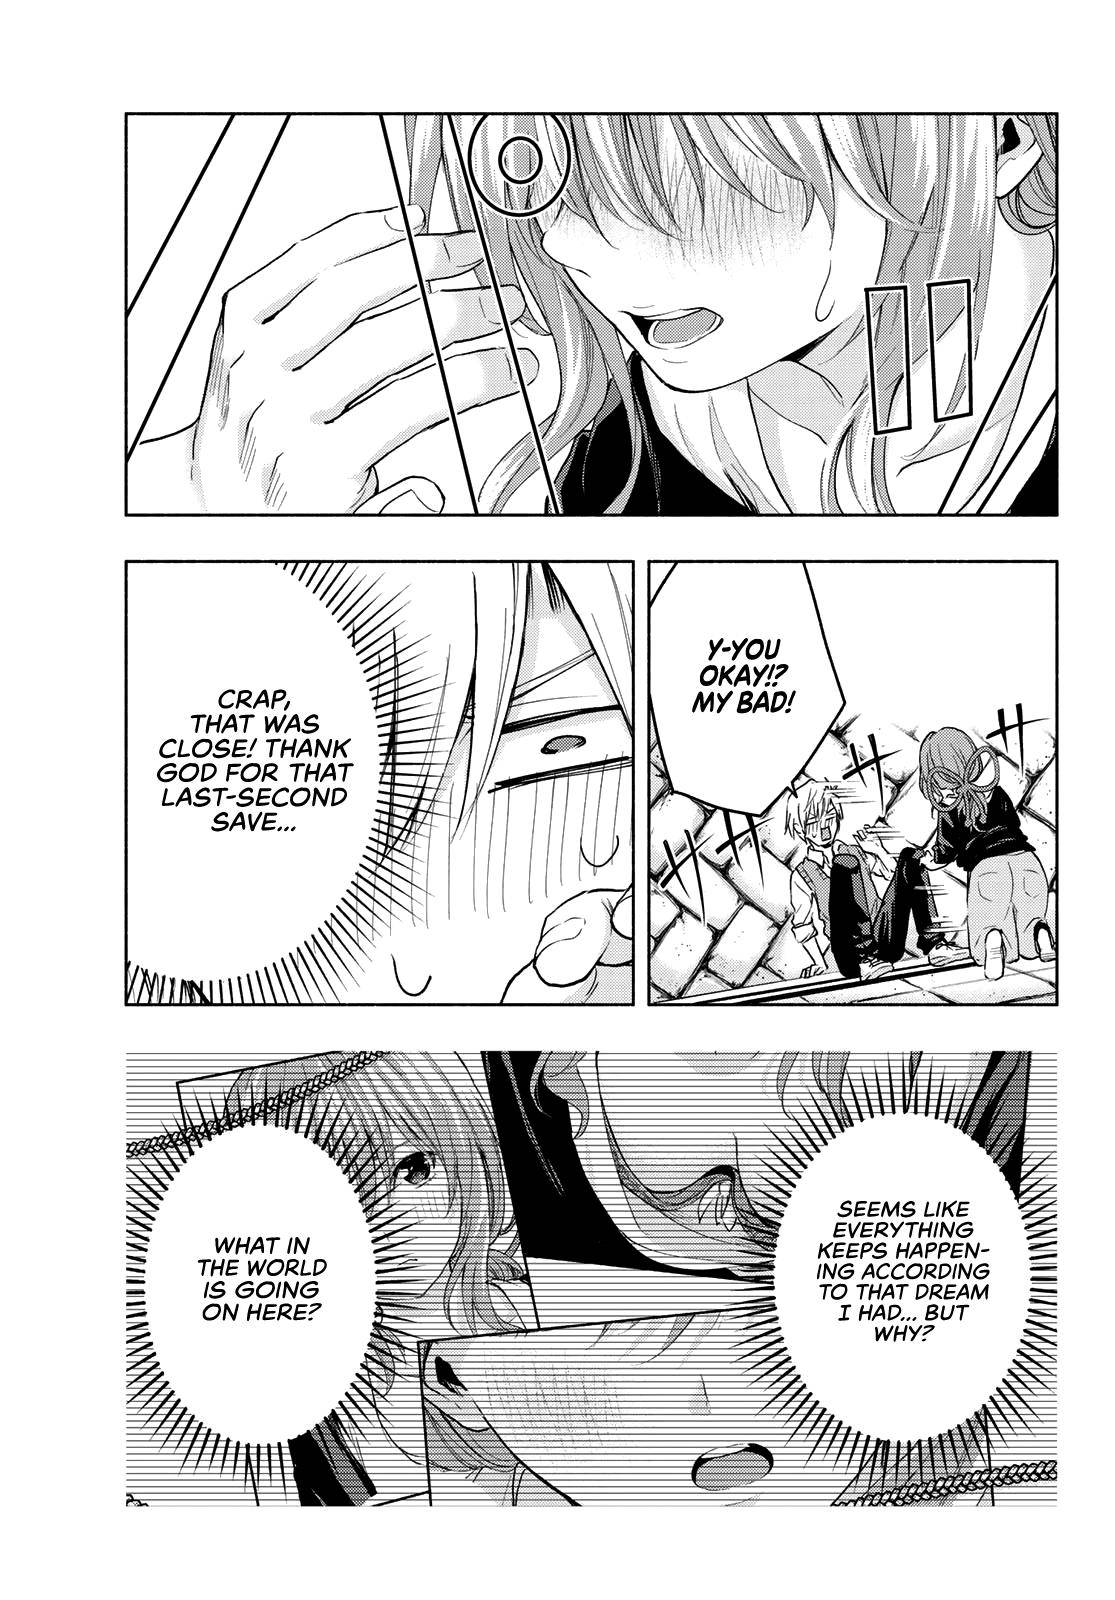 Y-YOU
OKAY!?
MY BAD!
CRAP,
THAT WAS
CLOSE! THANK
GOD FOR THAT
LAST-SECOND
SAVE...
SEEMS LIKE
EVERYTHING
KEEPS HAPPEN-
ING ACCORDING
TO THAT DREAM
I HAD... BUT
WHY?
WHAT IN
THE WORLD
IS GOING
ON HERE?